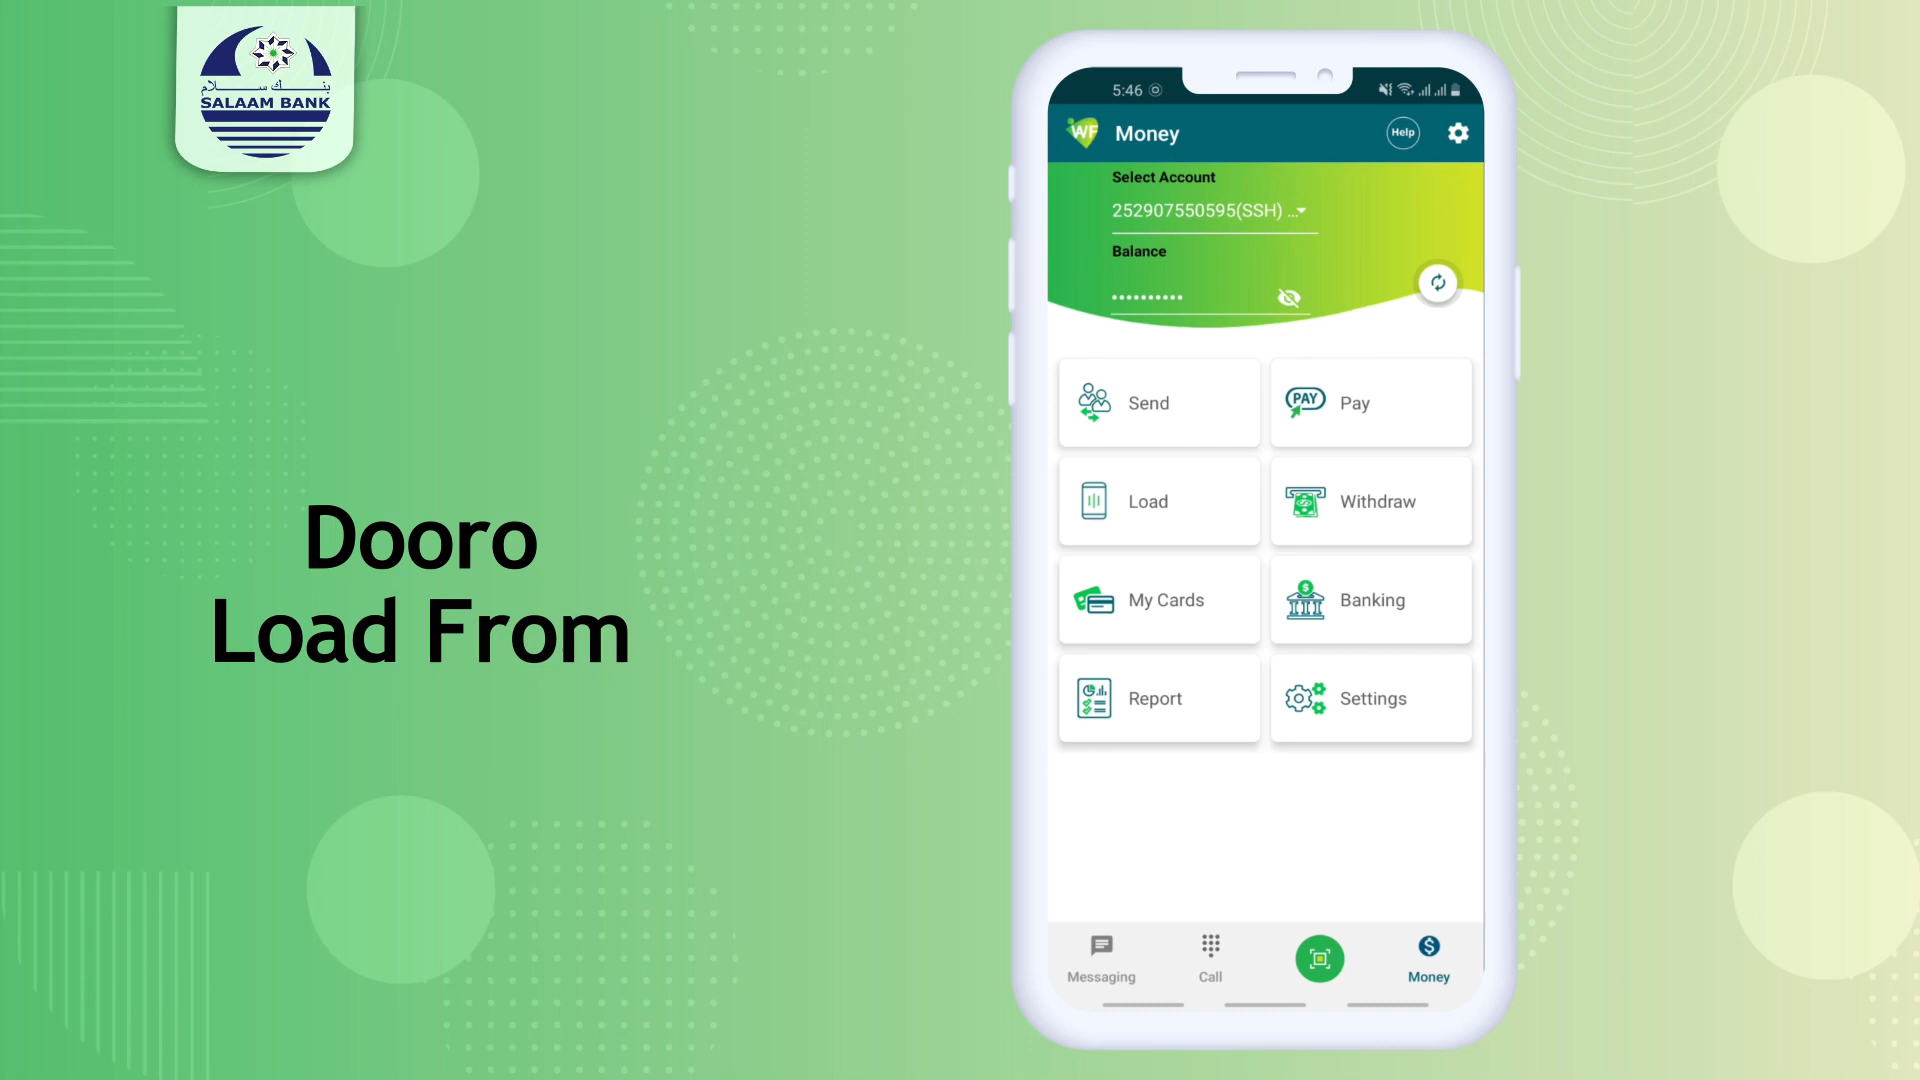 بنك سلام
SALAAM BANK
Dooro
Load From
5:46
WF
Money
Help
Select Account
252907550595(SSH) ...
Balance
••••••••••
Send
PAY
Pay
Load
Withdraw
My Cards
Banking
Report
Settings
Messaging
Call
Money